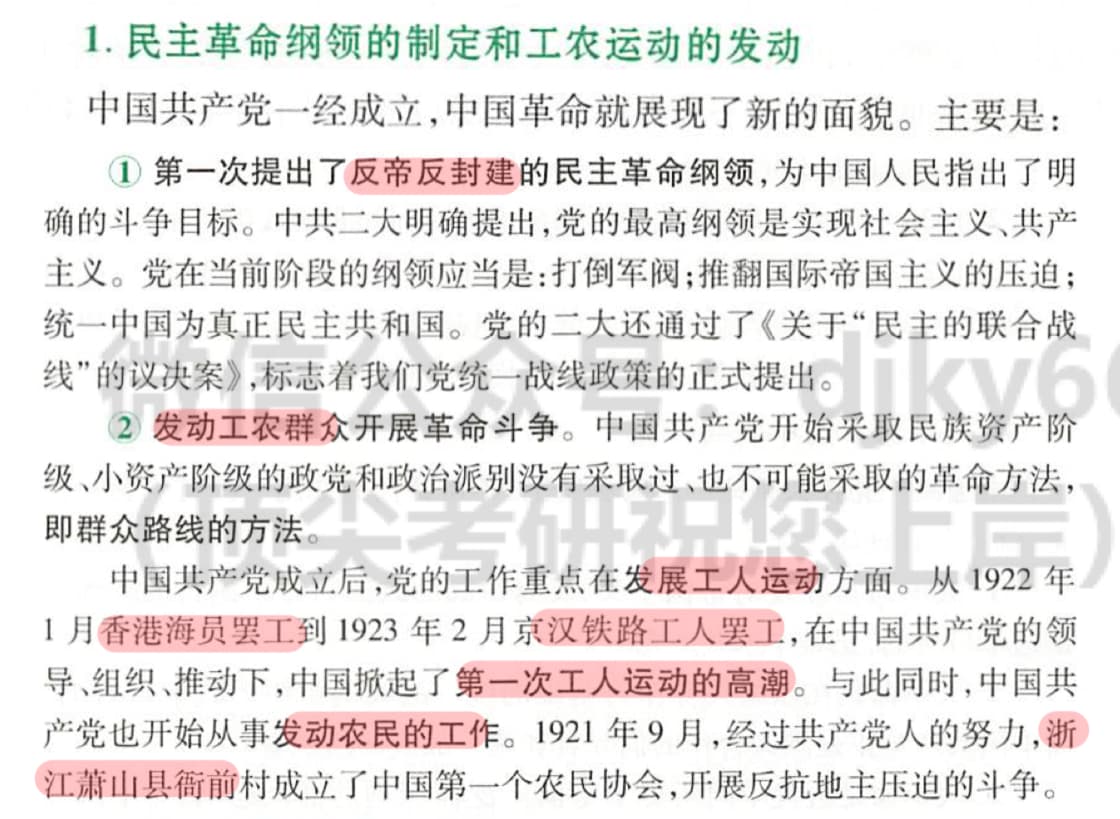 1. 民主革命纲领的制定和工农运动的发动
中国共产党一经成立,中国革命就展现了新的面貌。主要是:
① 第一次提出了反帝反封建的民主革命纲领,为中国人民指出了明
确的斗争目标。中共二大明确提出,党的最高纲领是实现社会主义、共产
主义。党在当前阶段的纲领应当是:打倒军阀;推翻国际帝国主义的压迫;
统一中国为真正民主共和国。党的二大还通过了《关于“民主的联合战
线”的议决案》,标志着我们党统一战线政策的正式提出。
② 发动工农群众开展革命斗争。中国共产党开始采取民族资产阶
级、小资产阶级的政党和政治派别没有采取过、也不可能采取的革命方法,
即群众路线的方法。
中国共产党成立后,党的工作重点在发展工人运动方面。从 1922 年
1 月香港海员罢工到 1923 年 2 月京汉铁路工人罢工,在中国共产党的领
导、组织、推动下,中国掀起了第一次工人运动的高潮。与此同时,中国共
产党也开始从事发动农民的工作。1921 年 9 月,经过共产党人的努力,浙
江萧山县衙前村成立了中国第一个农民协会,开展反抗地主压迫的斗争。
微信公众号:djky66
(顶尖考研祝您上岸)